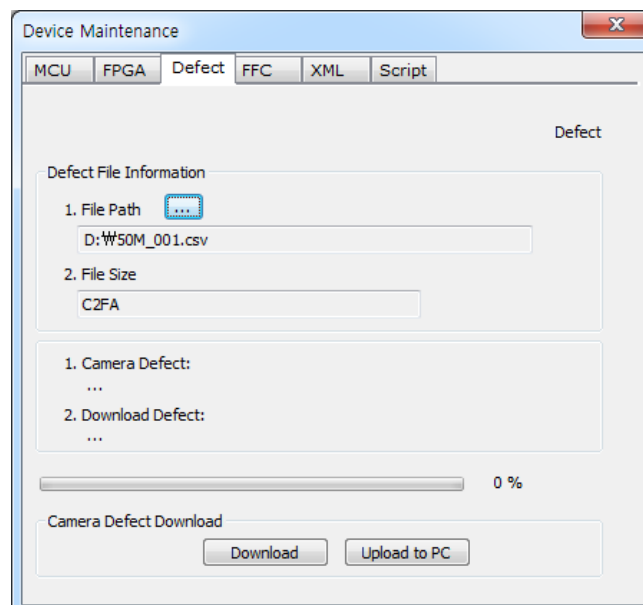 Device Maintenance
MCU FPGA Defect FFC XML Script
Defect
Defect File Information
1. File Path ...
D:₩50M_001.csv
2. File Size
C2FA
1. Camera Defect:
...
2. Download Defect:
...
0 %
Camera Defect Download
Download Upload to PC